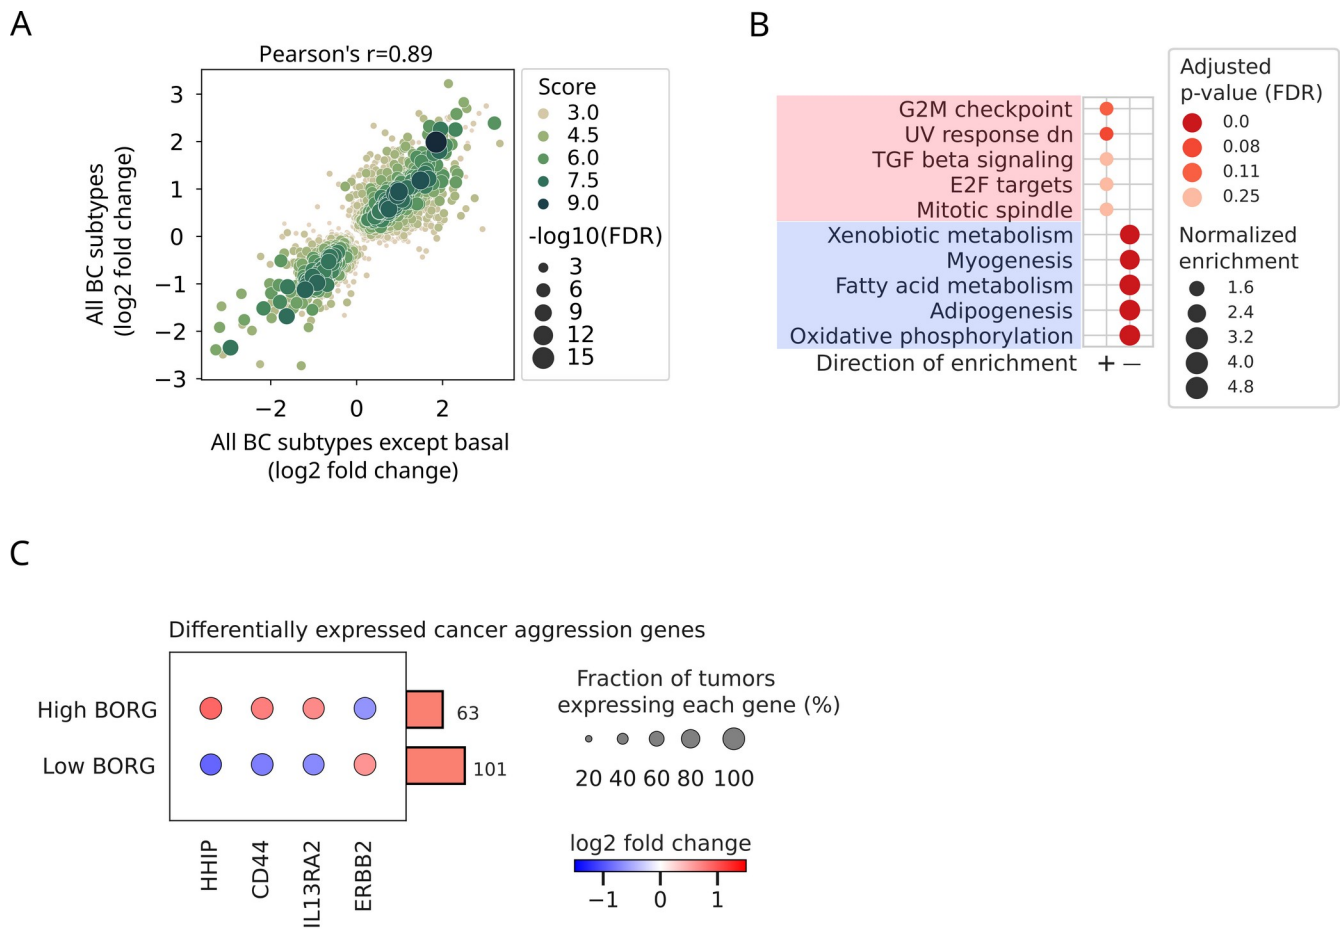 A
Pearson's r=0.89
All BC subtypes
(log2 fold change)
3
2
1
0
−1
−2
−3
−2 0 2
All BC subtypes except basal
(log2 fold change)
Score
3.0
4.5
6.0
7.5
9.0
-log10(FDR)
3
6
9
12
15
B
G2M checkpoint
UV response dn
TGF beta signaling
E2F targets
Mitotic spindle
Xenobiotic metabolism
Myogenesis
Fatty acid metabolism
Adipogenesis
Oxidative phosphorylation
Direction of enrichment + −
Adjusted
p-value (FDR)
0.0
0.08
0.11
0.25
Normalized
enrichment
1.6
2.4
3.2
4.0
4.8
C
Differentially expressed cancer aggression genes
High BORG
63
Low BORG
101
HHIP
CD44
IL13RA2
ERBB2
Fraction of tumors
expressing each gene (%)
20 40 60 80 100
log2 fold change
−1 0 1